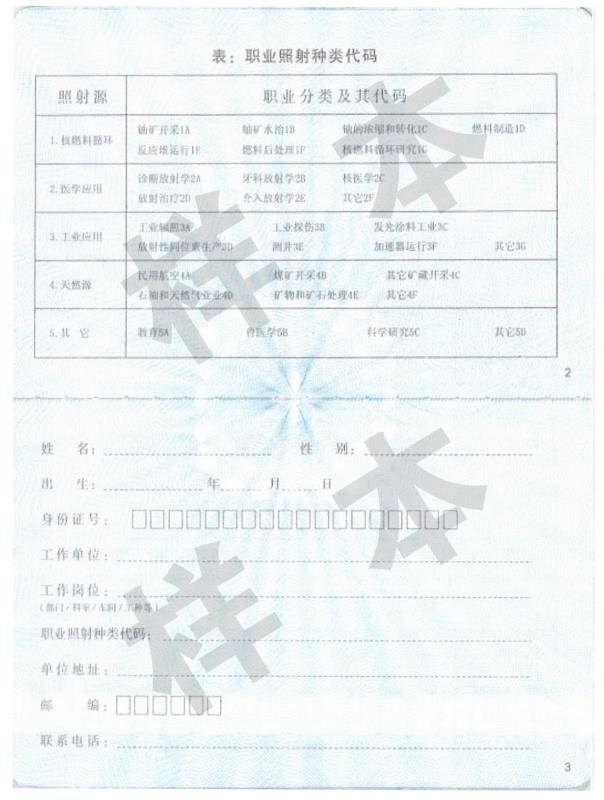 表：职业照射种类代码
照射源 职业分类及其代码
1.核燃料循环 铀矿开采1A 铀矿水冶1B 铀的浓缩和转化1C 燃料制造1D
反应堆运行1E 燃料后处理1F 核燃料循环研究1G
2.医学应用 诊断放射学2A 牙科放射学2B 核医学2C
放射治疗2D 介入放射学2E 其它2F
3.工业应用 工业辐照3A 工业探伤3B 发光涂料工业3C
放射性同位素生产3D 测井3E 加速器运行3F 其它3G
4.天然源 民用航空4A 煤矿开采4B 其它矿藏开采4C
石油和天然气业业4D 矿物和矿石处理4E 其它4F
5.其 它 教育5A 兽医学5B 科学研究5C 其它5D
样本
2
姓 名： 性 别：
出 生： 年 月 日
身份证号：
工作单位：
工作岗位：
（部门/科室/车间/工种等）
职业照射种类代码：
单位地址：
邮 编：
联系电话：
样本
3